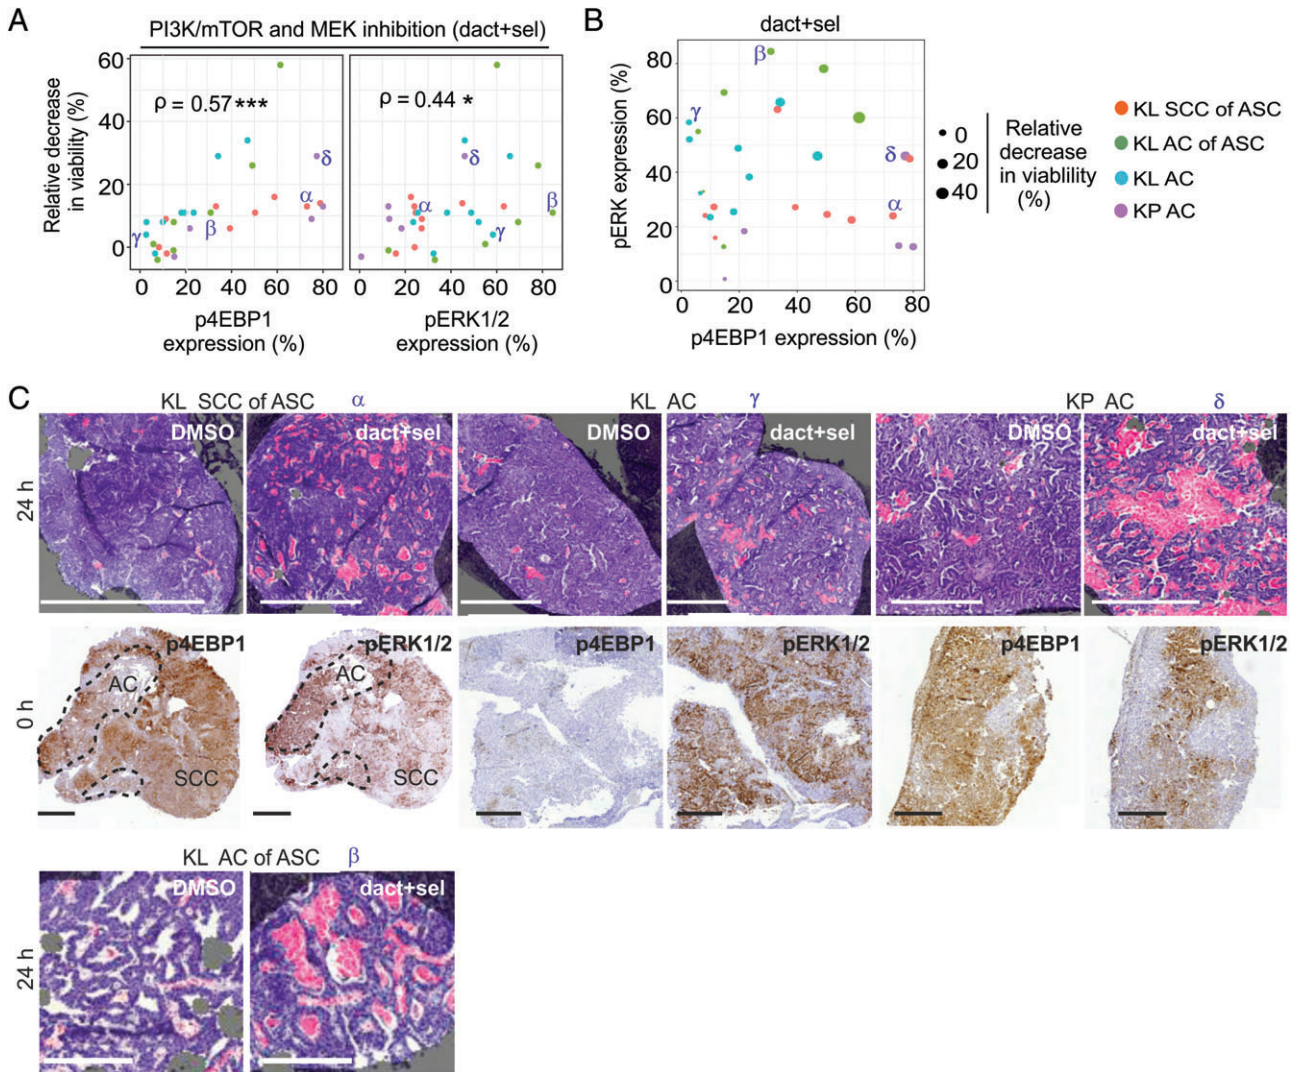 A
PI3K/mTOR and MEK inhibition (dact+sel)
Relative decrease
in viability (%)
60
40
20
0
ρ = 0.57***
ρ = 0.44 *
α
β
γ
δ
α
β
γ
δ
0 20 40 60 80
0 20 40 60 80
p4EBP1
expression (%)
pERK1/2
expression (%)
B
dact+sel
pERK expression (%)
80
60
40
20
0
β
γ
δ
α
0 20 40 60 80
p4EBP1 expression (%)
0
20
40
Relative
decrease
in viablility
(%)
KL SCC of ASC
KL AC of ASC
KL AC
KP AC
C
KL SCC of ASC α
KL AC γ
KP AC δ
24 h
DMSO
dact+sel
DMSO
dact+sel
DMSO
dact+sel
0 h
p4EBP1
AC
SCC
pERK1/2
AC
SCC
p4EBP1
pERK1/2
p4EBP1
pERK1/2
KL AC of ASC β
24 h
DMSO
dact+sel